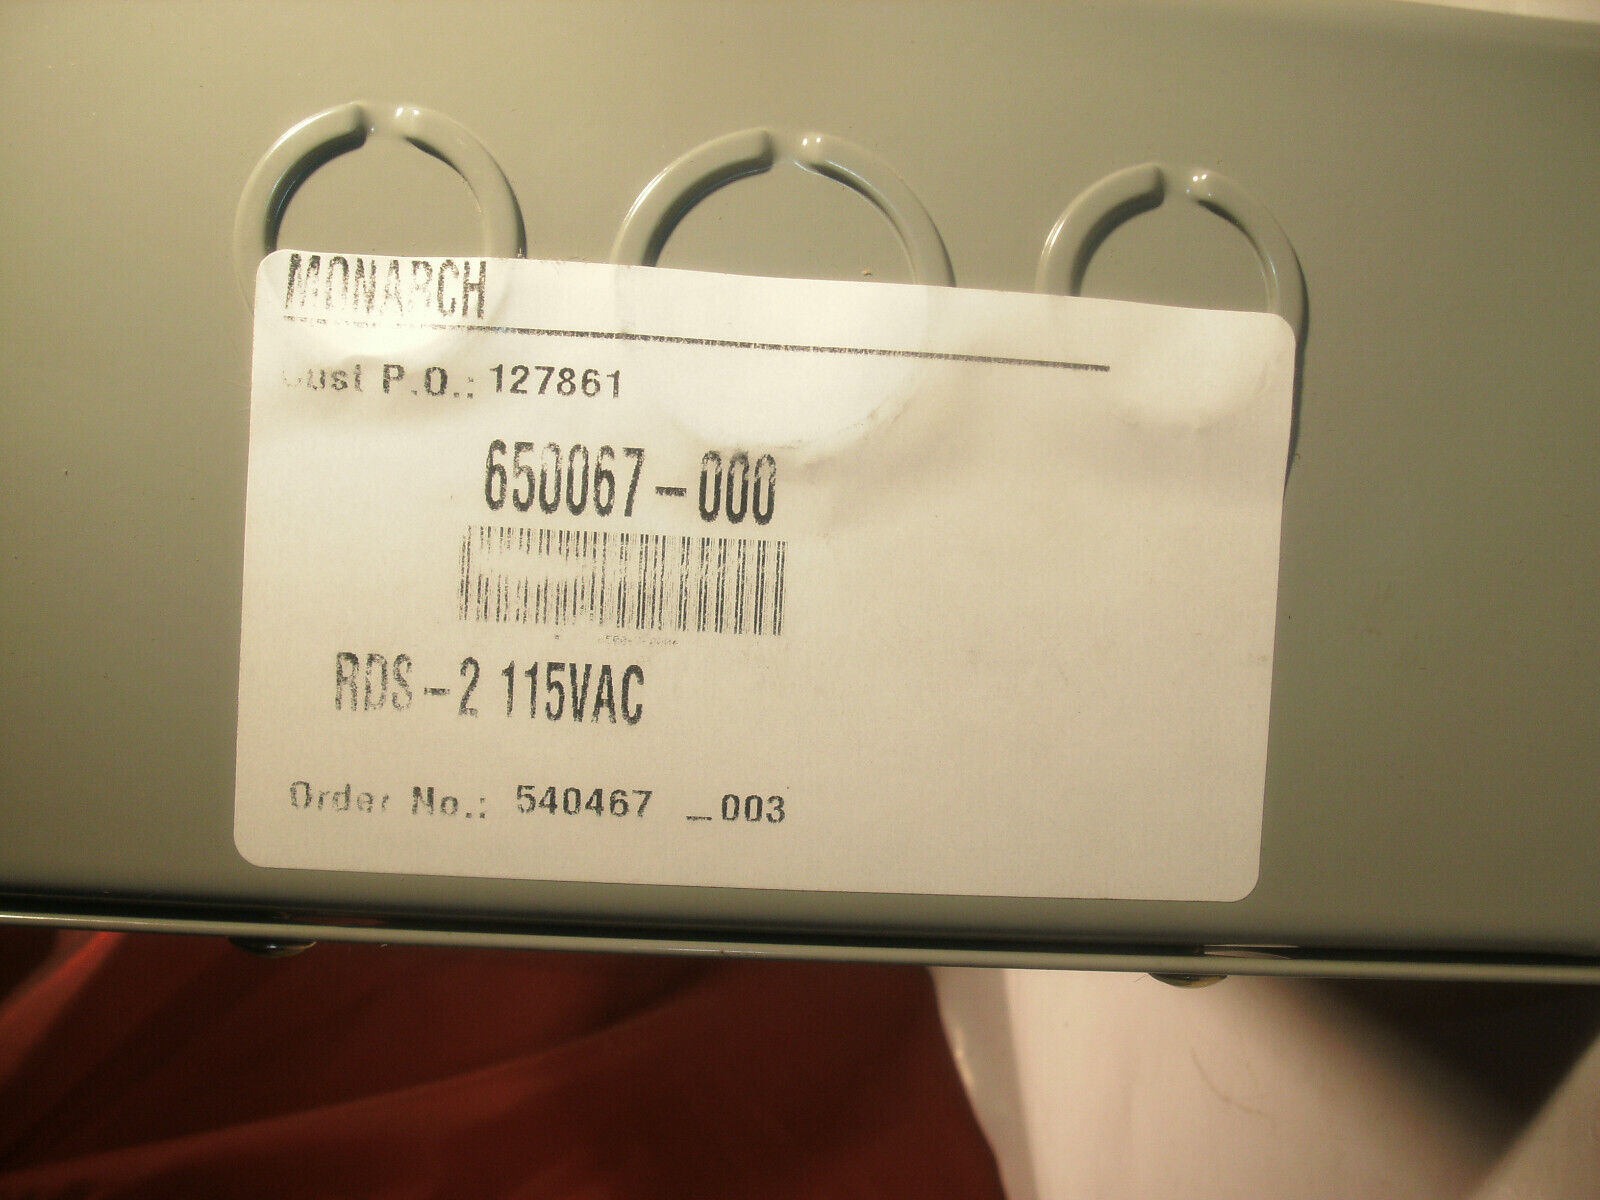 MONARCH
Cust P.O.: 127861
650067-000
RDS-2 115VAC
Order No.: 540467 _003